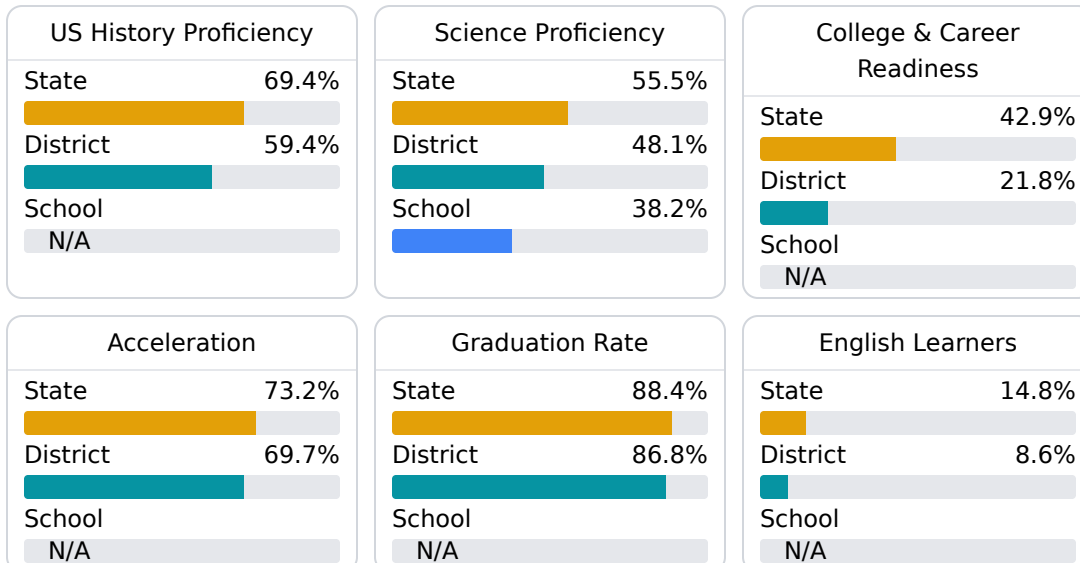 US History Proficiency
State 69.4%
District 59.4%
School
N/A
Science Proficiency
State 55.5%
District 48.1%
School 38.2%
College & Career
Readiness
State 42.9%
District 21.8%
School
N/A
Acceleration
State 73.2%
District 69.7%
School
N/A
Graduation Rate
State 88.4%
District 86.8%
School
N/A
English Learners
State 14.8%
District 8.6%
School
N/A